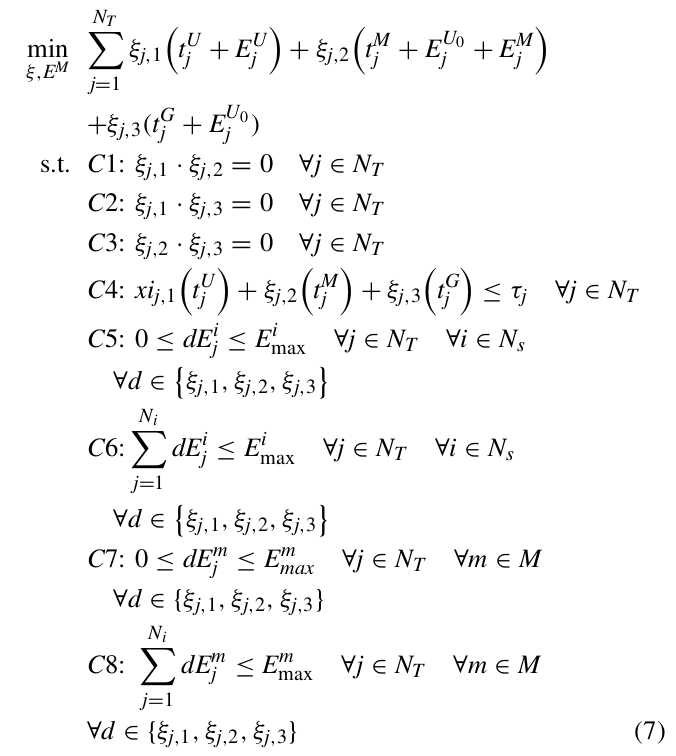 \min_{\xi, E^M} \sum_{j=1}^{N_T} \xi_{j,1} \left( t_j^U + E_j^U \right) + \xi_{j,2} \left( t_j^M + E_j^{U_0} + E_j^M \right)
+ \xi_{j,3} ( t_j^G + E_j^{U_0} )
s.t. C1: \xi_{j,1} \cdot \xi_{j,2} = 0 \quad \forall j \in N_T
C2: \xi_{j,1} \cdot \xi_{j,3} = 0 \quad \forall j \in N_T
C3: \xi_{j,2} \cdot \xi_{j,3} = 0 \quad \forall j \in N_T
C4: xi_{j,1} \left( t_j^U \right) + \xi_{j,2} \left( t_j^M \right) + \xi_{j,3} \left( t_j^G \right) \leq \tau_j \quad \forall j \in N_T
C5: 0 \leq dE_j^i \leq E_{\max}^i \quad \forall j \in N_T \quad \forall i \in N_s
\forall d \in \left\{ \xi_{j,1}, \xi_{j,2}, \xi_{j,3} \right\}
C6: \sum_{j=1}^{N_i} dE_j^i \leq E_{\max}^i \quad \forall j \in N_T \quad \forall i \in N_s
\forall d \in \left\{ \xi_{j,1}, \xi_{j,2}, \xi_{j,3} \right\}
C7: 0 \leq dE_j^m \leq E_{max}^m \quad \forall j \in N_T \quad \forall m \in M
\forall d \in \{ \xi_{j,1}, \xi_{j,2}, \xi_{j,3} \}
C8: \sum_{j=1}^{N_i} dE_j^m \leq E_{\max}^m \quad \forall j \in N_T \quad \forall m \in M
\forall d \in \{ \xi_{j,1}, \xi_{j,2}, \xi_{j,3} \} (7)